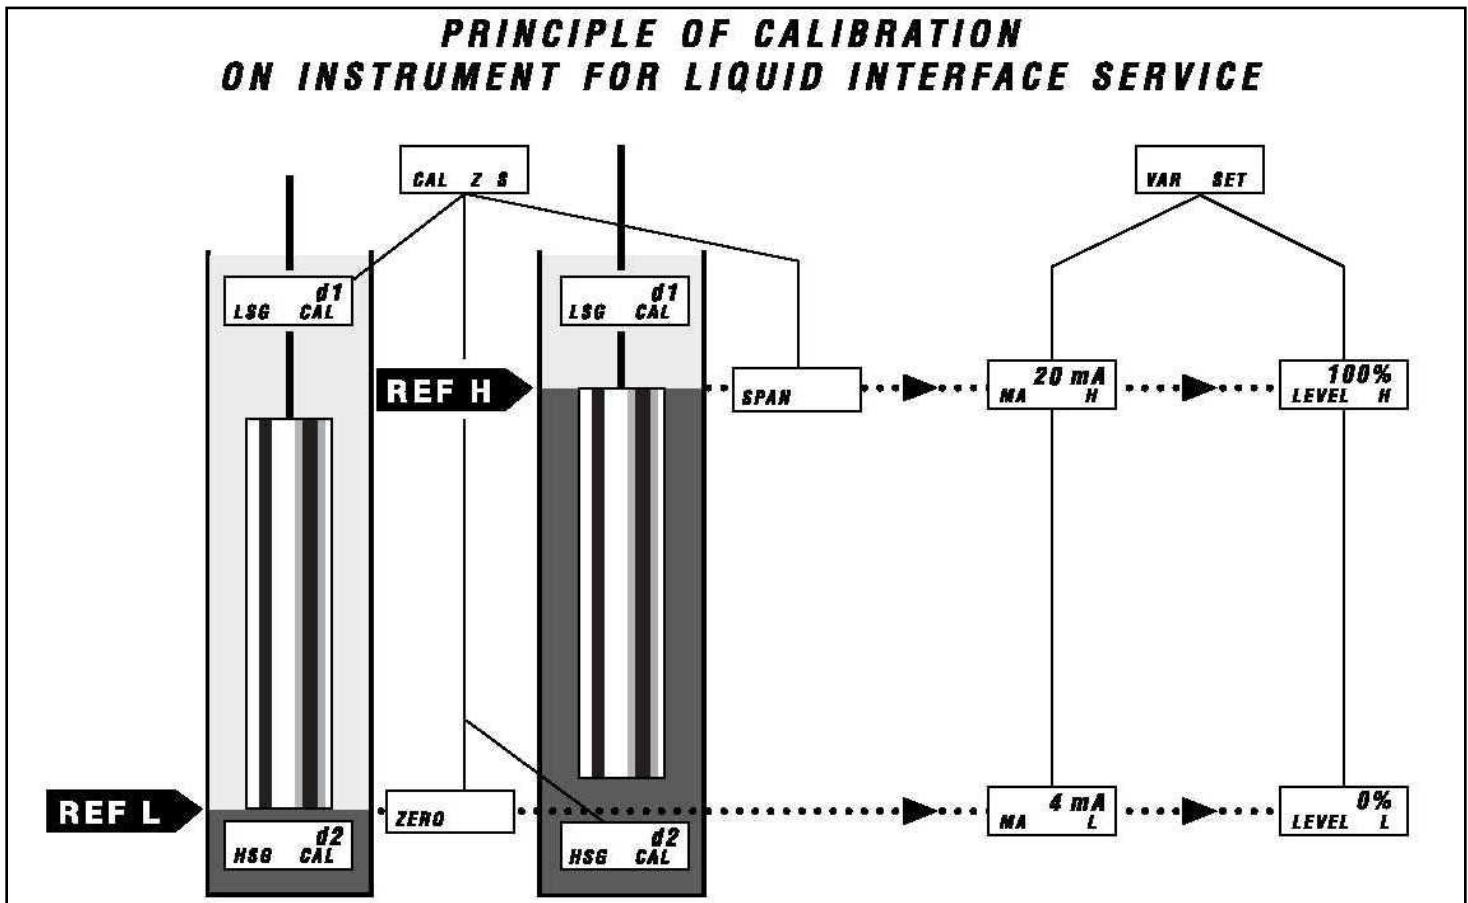 PRINCIPLE OF CALIBRATION
ON INSTRUMENT FOR LIQUID INTERFACE SERVICE
CAL Z S
VAR SET
d1
LSG CAL
d1
LSG CAL
REF H
SPAN
20 mA
MA H
100%
LEVEL H
REF L
ZERO
4 mA
MA L
0%
LEVEL L
d2
HSG CAL
d2
HSG CAL